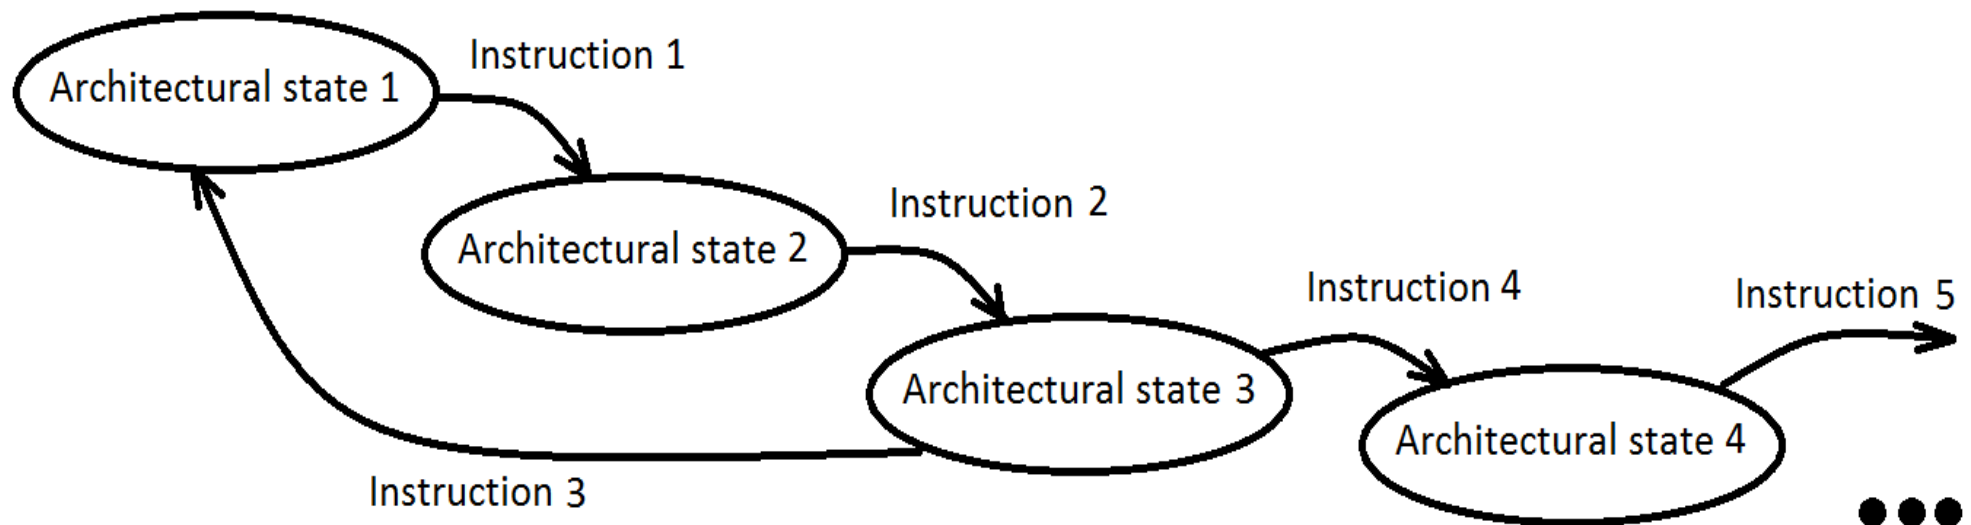 Architectural state 1
Instruction 1
Architectural state 2
Instruction 2
Architectural state 3
Instruction 3
Instruction 4
Architectural state 4
Instruction 5